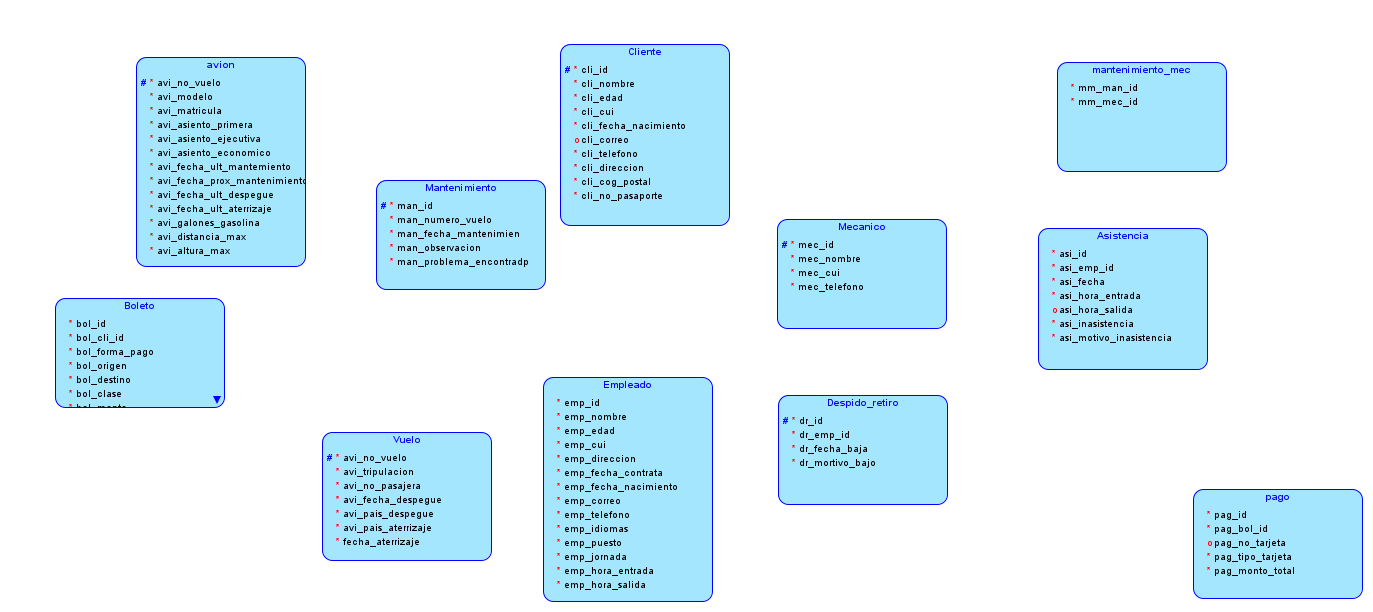 avion
# * avi_no_vuelo
* avi_modelo
* avi_matricula
* avi_asiento_primera
* avi_asiento_ejecutiva
* avi_asiento_economico
* avi_fecha_ult_mantemiento
* avi_fecha_prox_mantenimiento
* avi_fecha_ult_despegue
* avi_fecha_ult_aterrizaje
* avi_galones_gasolina
* avi_distancia_max
* avi_altura_max
Cliente
# * cli_id
* cli_nombre
* cli_edad
* cli_cui
* cli_fecha_nacimiento
o cli_correo
* cli_telefono
* cli_direccion
* cli_cog_postal
* cli_no_pasaporte
mantenimiento_mec
* mm_man_id
* mm_mec_id
Mantenimiento
# * man_id
* man_numero_vuelo
* man_fecha_mantenimien
* man_observacion
* man_problema_encontradp
Mecanico
# * mec_id
* mec_nombre
* mec_cui
* mec_telefono
Asistencia
* asi_id
* asi_emp_id
* asi_fecha
* asi_hora_entrada
o asi_hora_salida
* asi_inasistencia
* asi_motivo_inasistencia
Boleto
* bol_id
* bol_cli_id
* bol_forma_pago
* bol_origen
* bol_destino
* bol_clase
Vuelo
# * avi_no_vuelo
* avi_tripulacion
* avi_no_pasajera
* avi_fecha_despegue
* avi_pais_despegue
* avi_pais_aterrizaje
* fecha_aterrizaje
Empleado
* emp_id
* emp_nombre
* emp_edad
* emp_cui
* emp_direccion
* emp_fecha_contrata
* emp_fecha_nacimiento
* emp_correo
* emp_telefono
* emp_idiomas
* emp_puesto
* emp_jornada
* emp_hora_entrada
* emp_hora_salida
Despido_retiro
# * dr_id
* dr_emp_id
* dr_fecha_baja
* dr_mortivo_bajo
pago
* pag_id
* pag_bol_id
o pag_no_tarjeta
* pag_tipo_tarjeta
* pag_monto_total